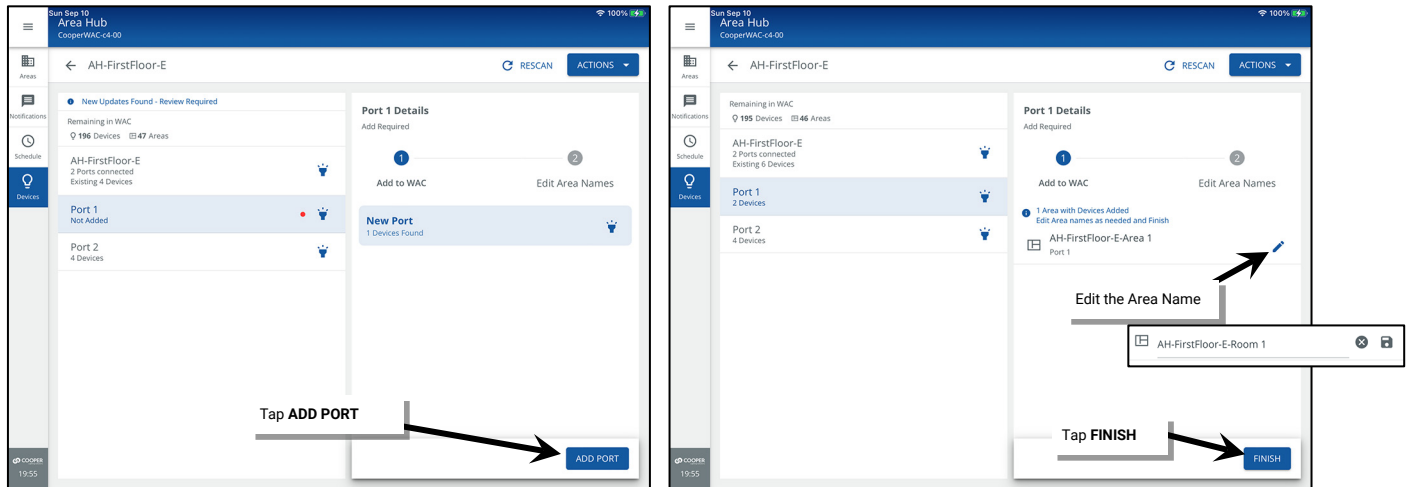 Sun Sep 10
100%
Area Hub
CooperWAC-c4-00
Areas
Notifications
Schedule
Devices
AH-FirstFloor-E
RESCAN
ACTIONS
New Updates Found - Review Required
Remaining in WAC
196 Devices 47 Areas
AH-FirstFloor-E
2 Ports connected
Existing 4 Devices
Port 1
Not Added
Port 2
4 Devices
Port 1 Details
Add Required
1 2
Add to WAC Edit Area Names
New Port
1 Devices Found
Tap ADD PORT
ADD PORT
COOPER
19:55
Sun Sep 10
100%
Area Hub
CooperWAC-c4-00
Areas
Notifications
Schedule
Devices
AH-FirstFloor-E
RESCAN
ACTIONS
Remaining in WAC
195 Devices 46 Areas
AH-FirstFloor-E
2 Ports connected
Existing 6 Devices
Port 1
2 Devices
Port 2
4 Devices
Port 1 Details
Add Required
1 2
Add to WAC Edit Area Names
1 Area with Devices Added
Edit Area names as needed and Finish
AH-FirstFloor-E-Area 1
Port 1
Edit the Area Name
AH-FirstFloor-E-Room 1
Tap FINISH
FINISH
COOPER
19:55